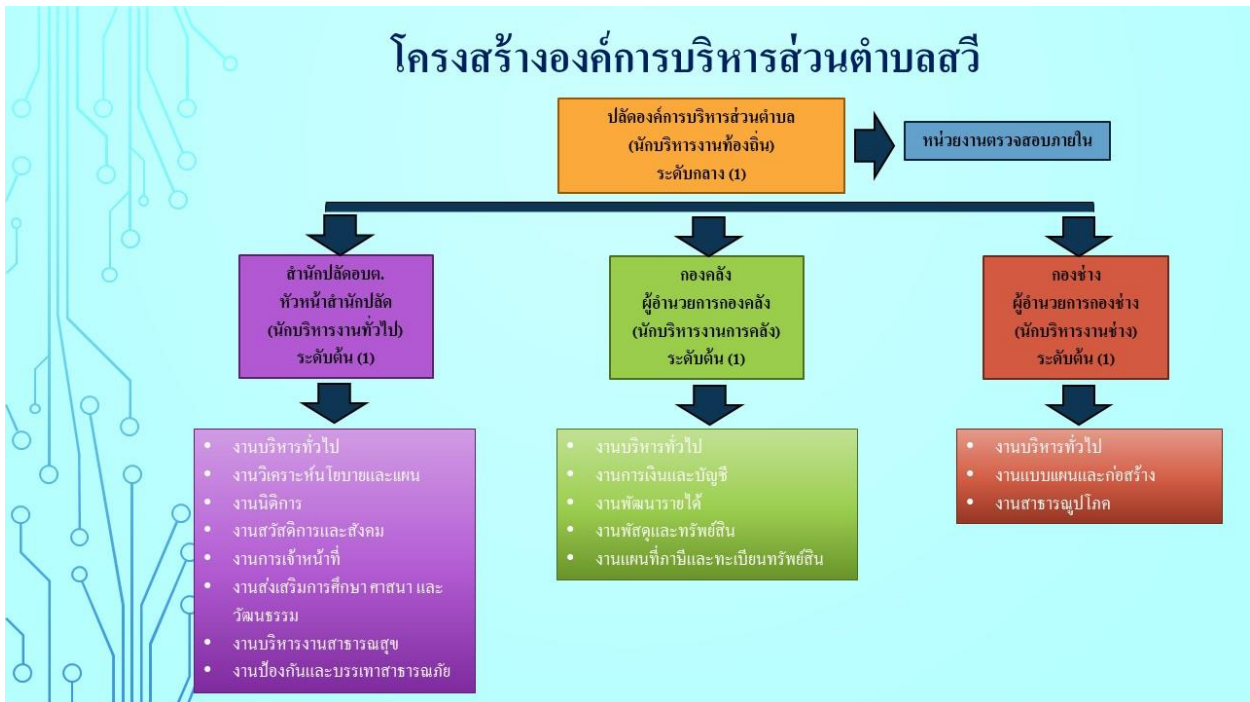 โครงสร้างองค์การบริหารส่วนตำบลสวี
ปลัดองค์การบริหารส่วนตำบล
(นักบริหารงานท้องถิ่น)
ระดับกลาง (1)
หน่วยงานตรวจสอบภายใน
สำนักปลัดอบต.
หัวหน้าสำนักปลัด
(นักบริหารงานทั่วไป)
ระดับต้น (1)
กองคลัง
ผู้อำนวยการกองคลัง
(นักบริหารงานการคลัง)
ระดับต้น (1)
กองช่าง
ผู้อำนวยการกองช่าง
(นักบริหารงานช่าง)
ระดับต้น (1)
• งานบริหารทั่วไป
• งานวิเคราะห์นโยบายและแผน
• งานนิติการ
• งานสวัสดิการและสังคม
• งานการเจ้าหน้าที่
• งานส่งเสริมการศึกษา ศาสนา และ
วัฒนธรรม
• งานบริหารงานสาธารณสุข
• งานป้องกันและบรรเทาสาธารณภัย
• งานบริหารทั่วไป
• งานการเงินและบัญชี
• งานพัฒนารายได้
• งานพัสดุและทรัพย์สิน
• งานแผนที่ภาษีและทะเบียนทรัพย์สิน
• งานบริหารทั่วไป
• งานแบบแผนและก่อสร้าง
• งานสาธารณูปโภค